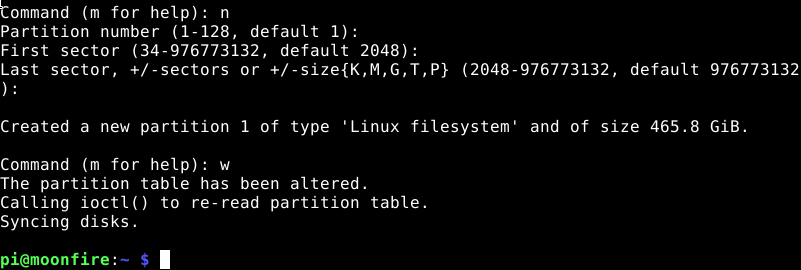 Command (m for help): n
Partition number (1-128, default 1):
First sector (34-976773132, default 2048):
Last sector, +/-sectors or +/-size{K,M,G,T,P} (2048-976773132, default 976773132
):
Created a new partition 1 of type 'Linux filesystem' and of size 465.8 GiB.
Command (m for help): w
The partition table has been altered.
Calling ioctl() to re-read partition table.
Syncing disks.
pi@moonfire:~ $